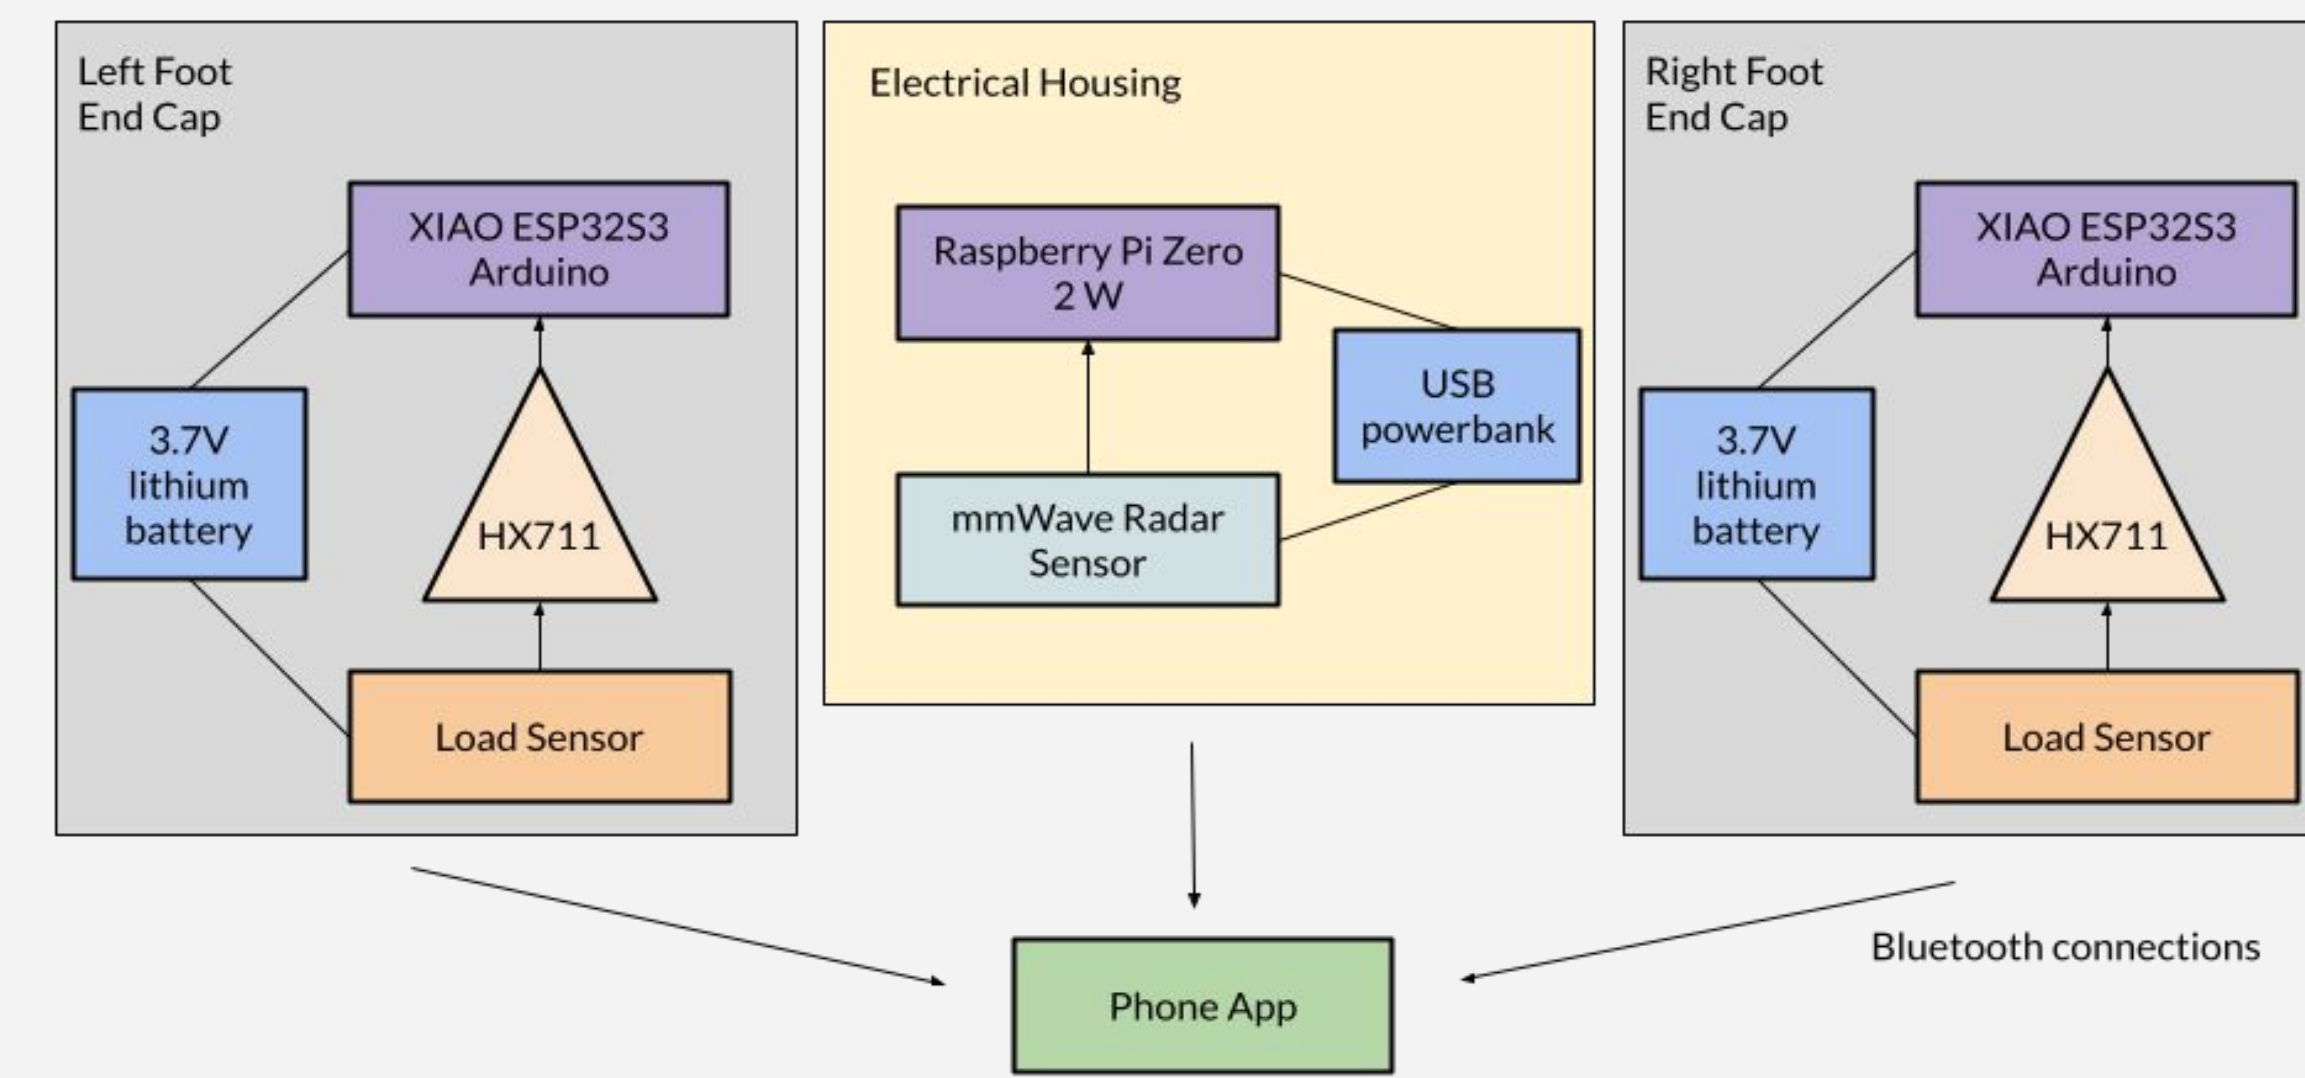 Left Foot
End Cap
XIAO ESP32S3
Arduino
3.7V
lithium
battery
HX711
Load Sensor
Electrical Housing
Raspberry Pi Zero
2 W
USB
powerbank
mmWave Radar
Sensor
Right Foot
End Cap
XIAO ESP32S3
Arduino
3.7V
lithium
battery
HX711
Load Sensor
Bluetooth connections
Phone App